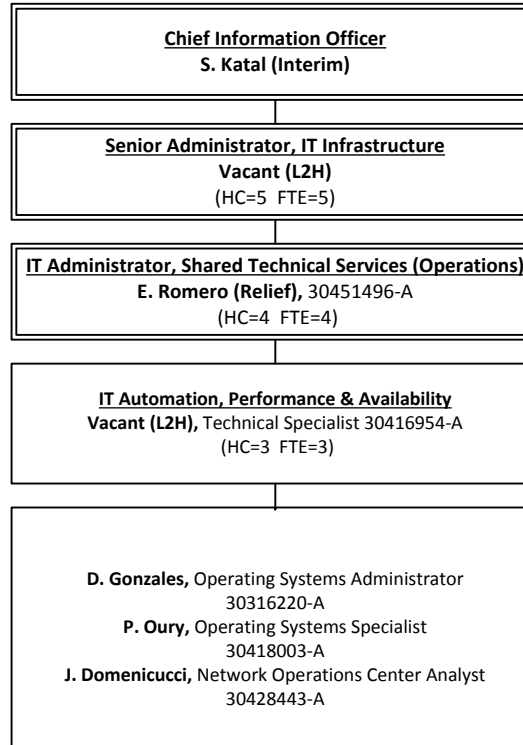 Chief Information Officer
S. Katal (Interim)
Senior Administrator, IT Infrastructure
Vacant (L2H)
(HC=5 FTE=5)
IT Administrator, Shared Technical Services (Operations)
E. Romero (Relief), 30451496-A
(HC=4 FTE=4)
IT Automation, Performance & Availability
Vacant (L2H), Technical Specialist 30416954-A
(HC=3 FTE=3)
D. Gonzales, Operating Systems Administrator
30316220-A
P. Oury, Operating Systems Specialist
30418003-A
J. Domenicucci, Network Operations Center Analyst
30428443-A